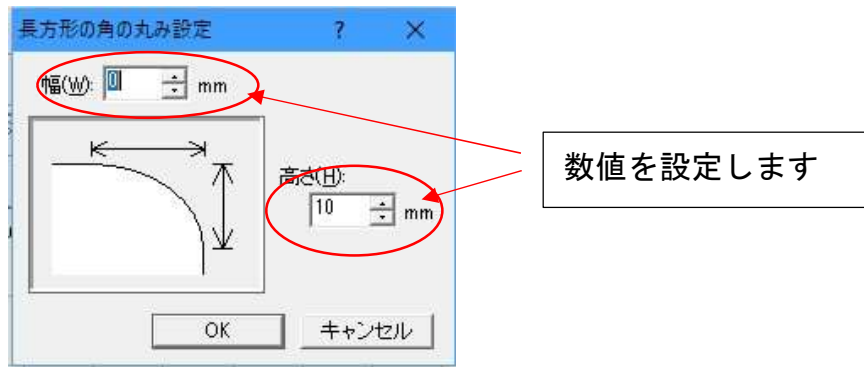 長方形の角の丸み設定 ? ×
幅(W): 0 mm
高さ(H):
10 mm
数値を設定します
OK キャンセル